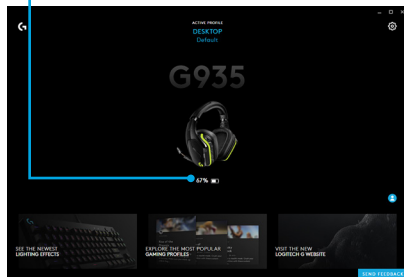 ACTIVE PROFILE
DESKTOP
Default
G935
67%
SEE THE NEWEST
LIGHTING EFFECTS
EXPLORE THE MOST POPULAR
GAMING PROFILES
VISIT THE NEW
LOGITECH G WEBSITE
SEND FEEDBACK